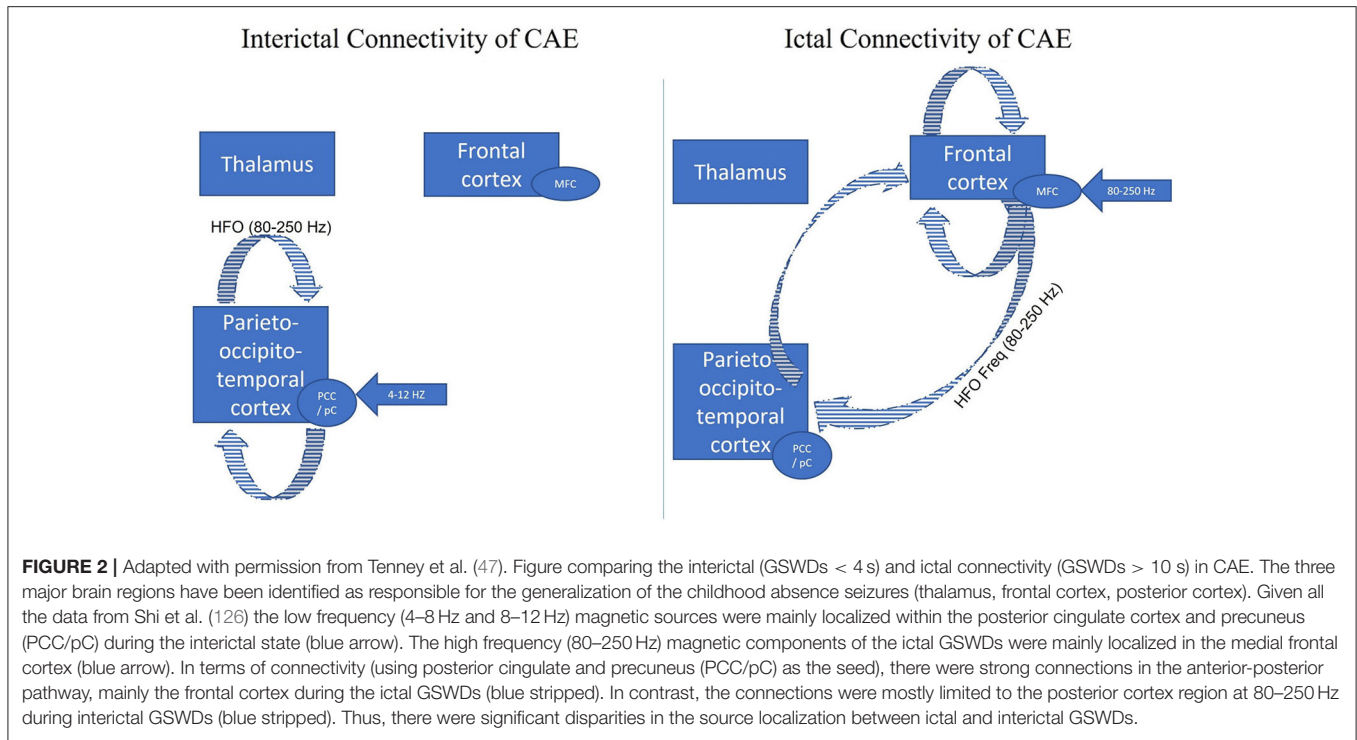 Interictal Connectivity of CAE
Thalamus
Frontal
cortex
MFC
HFO (80-250 Hz)
Parieto-
occipito-
temporal
cortex
PCC
/ pC
4-12 HZ
Ictal Connectivity of CAE
Thalamus
Frontal
cortex
MFC
80-250 Hz
HFO Freq (80-250 Hz)
Parieto
occipito-
temporal
cortex
PCC
/ pC
FIGURE 2 | Adapted with permission from Tenney et al. (47). Figure comparing the interictal (GSWDs < 4 s) and ictal connectivity (GSWDs > 10 s) in CAE. The three
major brain regions have been identified as responsible for the generalization of the childhood absence seizures (thalamus, frontal cortex, posterior cortex). Given all
the data from Shi et al. (126) the low frequency (4–8 Hz and 8–12 Hz) magnetic sources were mainly localized within the posterior cingulate cortex and precuneus
(PCC/pC) during the interictal state (blue arrow). The high frequency (80–250 Hz) magnetic components of the ictal GSWDs were mainly localized in the medial frontal
cortex (blue arrow). In terms of connectivity (using posterior cingulate and precuneus (PCC/pC) as the seed), there were strong connections in the anterior-posterior
pathway, mainly the frontal cortex during the ictal GSWDs (blue stripped). In contrast, the connections were mostly limited to the posterior cortex region at 80–250 Hz
during interictal GSWDs (blue stripped). Thus, there were significant disparities in the source localization between ictal and interictal GSWDs.